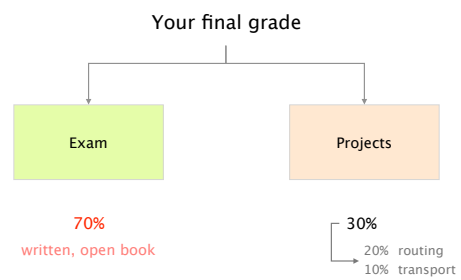 Your final grade
Exam
Projects
70%
30%
written, open book
20% routing
10% transport